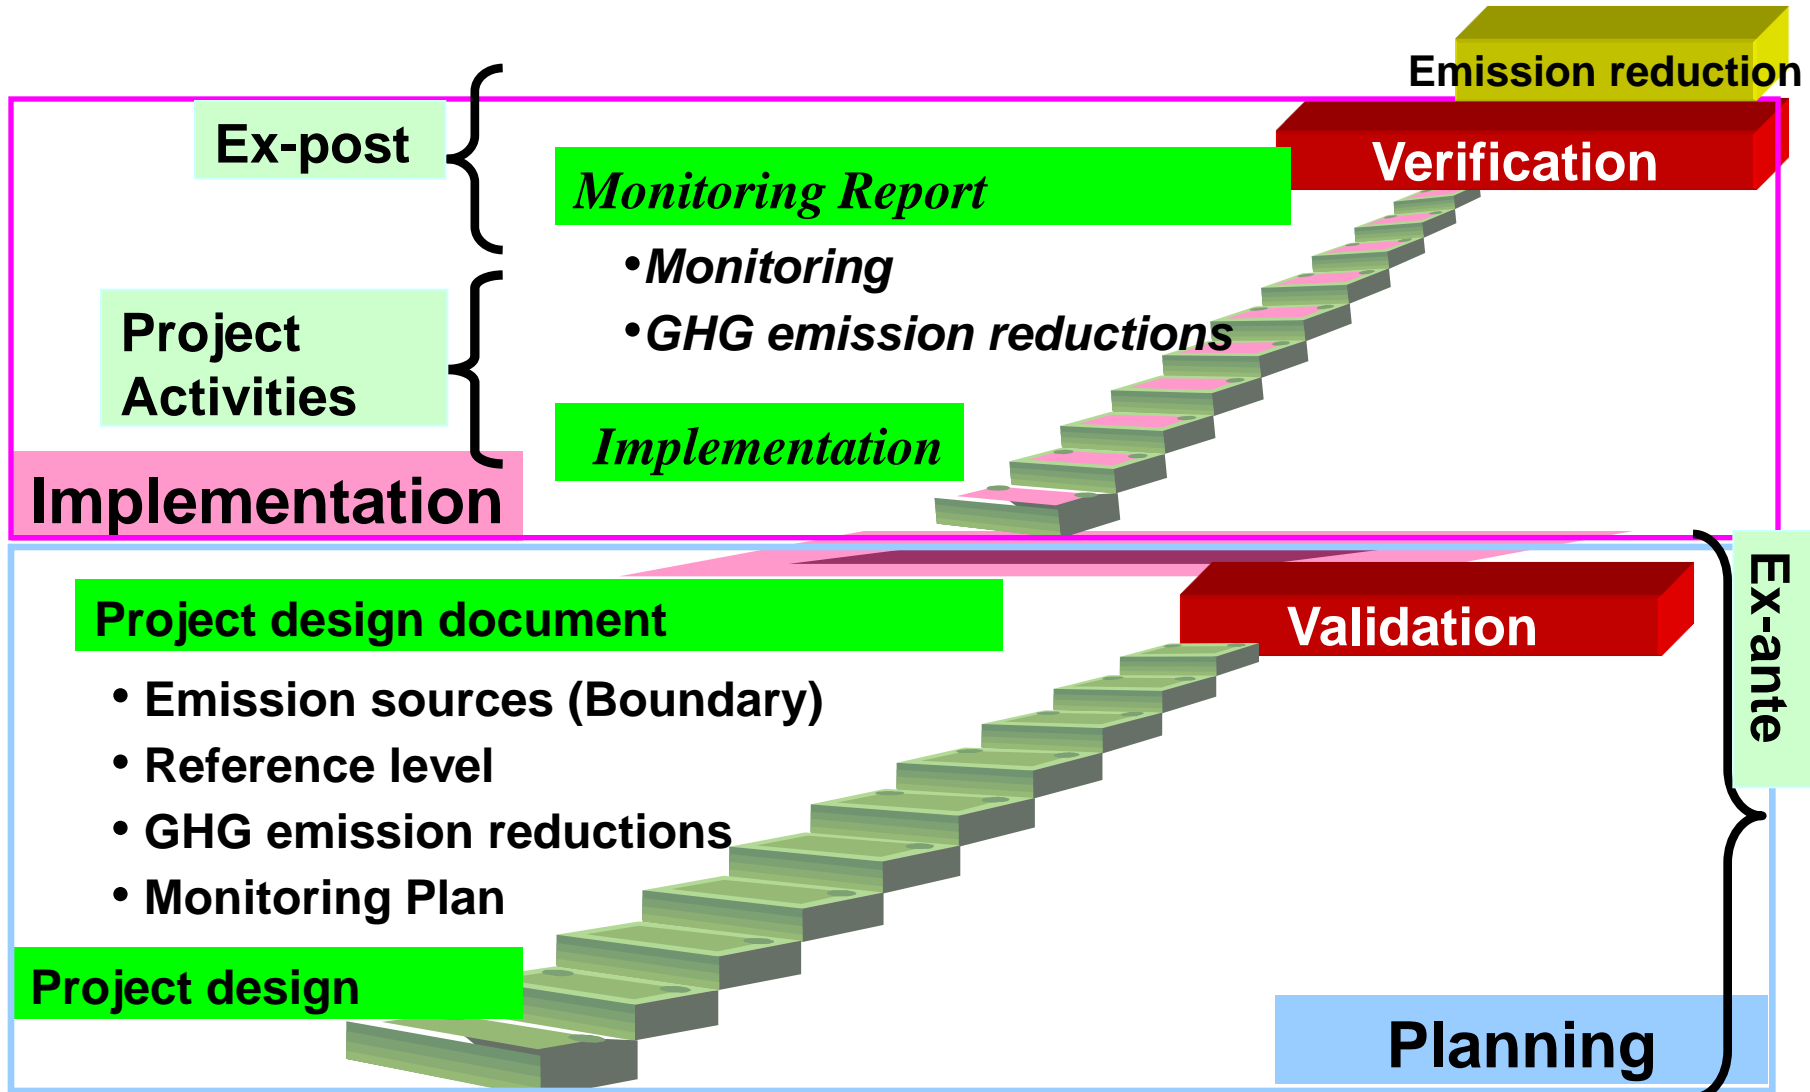 Emission reduction
Ex-post
Verification
Monitoring Report
•Monitoring
•GHG emission reductions
Project
Activities
Implementation
Implementation
Project design document
Validation
Ex-ante
• Emission sources (Boundary)
• Reference level
• GHG emission reductions
• Monitoring Plan
Project design
Planning